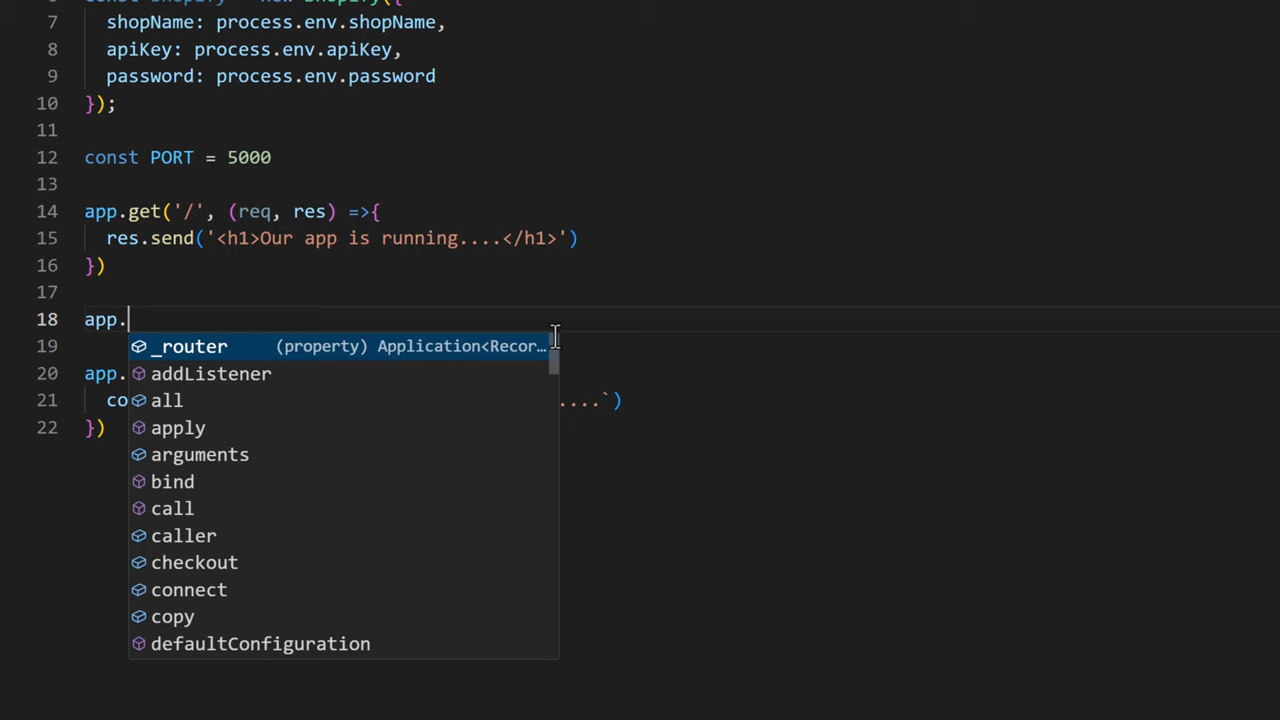 7 shopName: process.env.shopName,
8 apiKey: process.env.apiKey,
9 password: process.env.password
10 });
11
12 const PORT = 5000
13
14 app.get('/', (req, res) =>{
15 res.send('<h1>Our app is running....</h1>')
16 })
17
18 app.
19 _router (property) Application<Recor…
20 app. addListener
21 co all ....`)
22 }) apply
arguments
bind
call
caller
checkout
connect
copy
defaultConfiguration